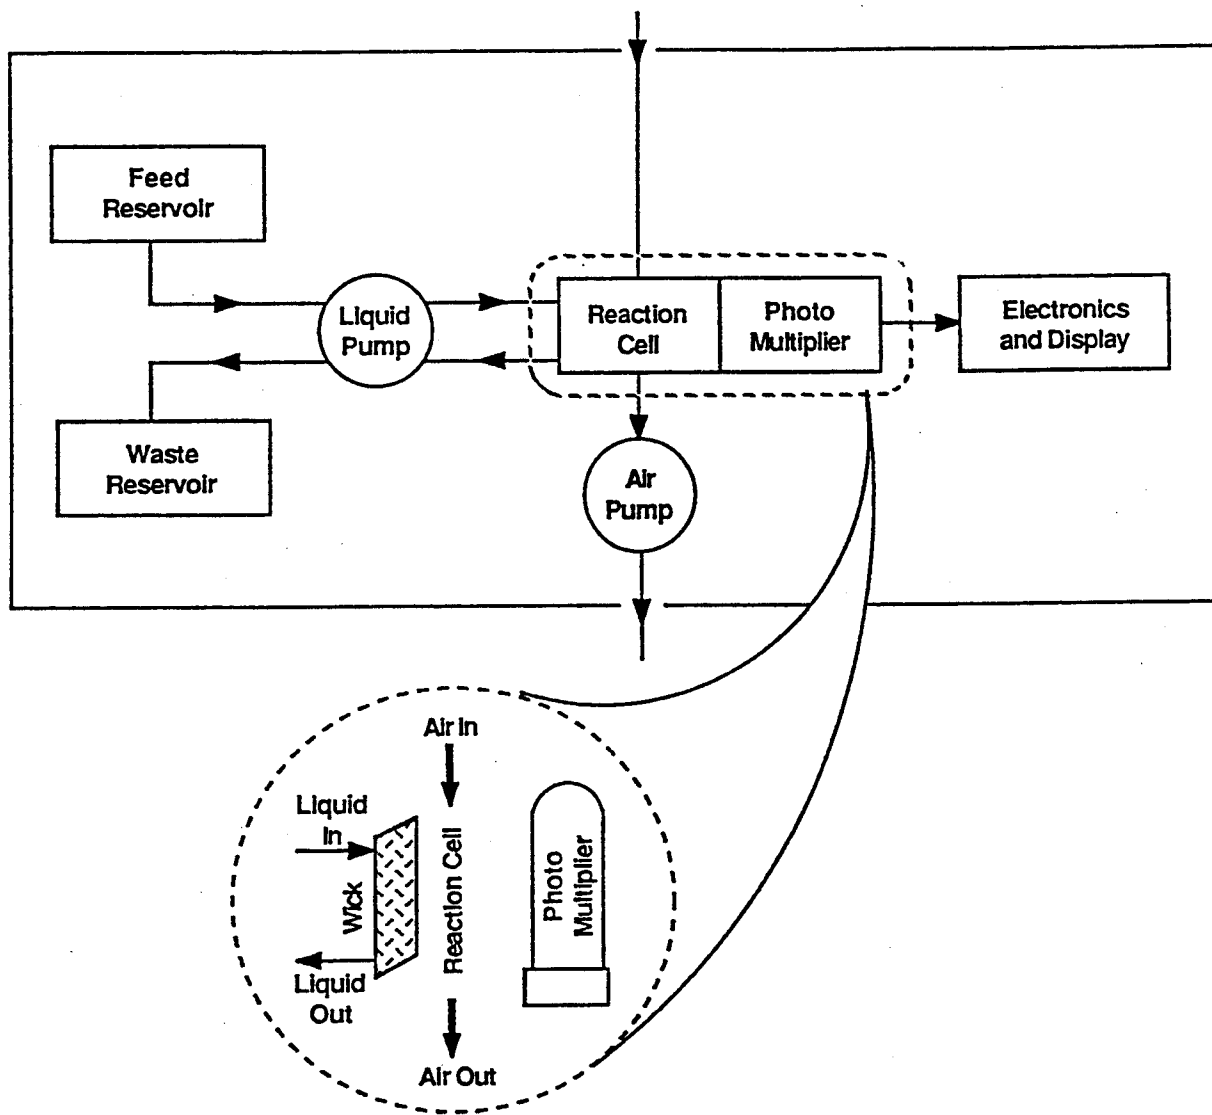 Feed
Reservoir
Liquid
Pump
Waste
Reservoir
Reaction
Cell
Photo
Multiplier
Electronics
and Display
Air
Pump
Air In
Liquid
In
Wick
Reaction Cell
Photo
Multiplier
Liquid
Out
Air Out